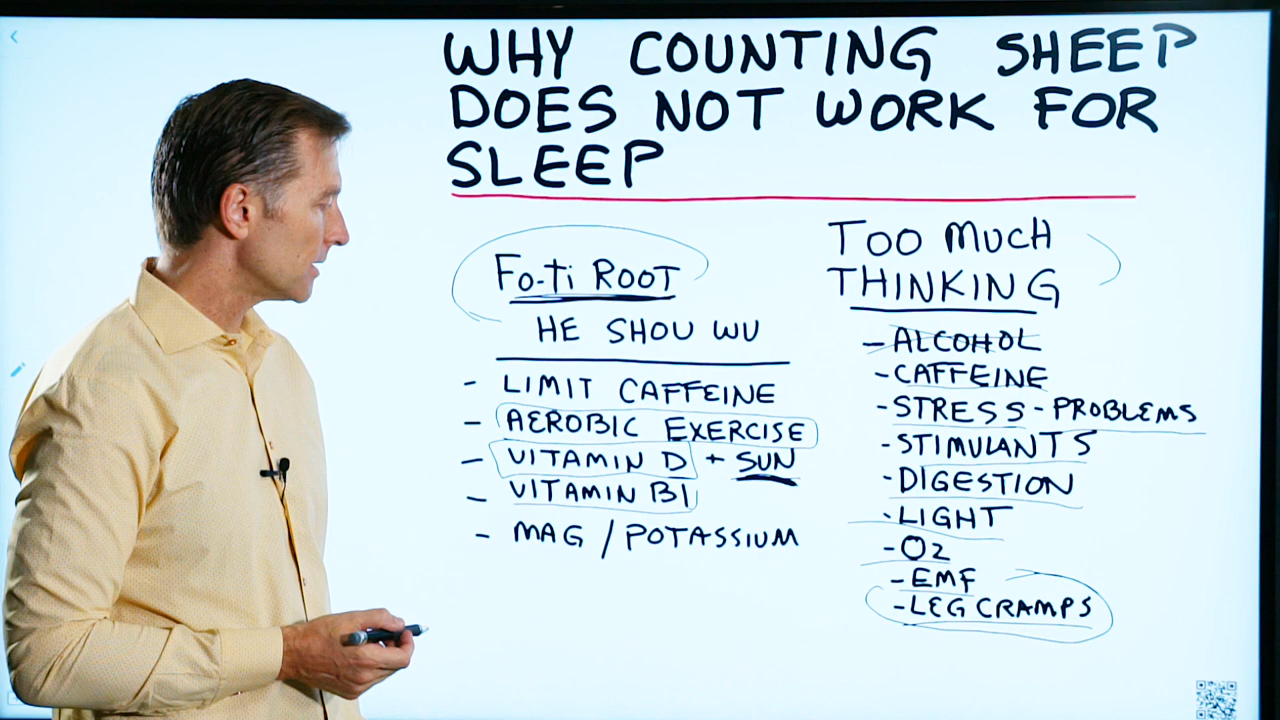 WHY COUNTING SHEEP
DOES NOT WORK FOR
SLEEP
Fo-Ti ROOT
HE SHOU WU
- LIMIT CAFFEINE
- AEROBIC EXERCISE
- VITAMIN D + SUN
- VITAMIN B1
- MAG / POTASSIUM
TOO MUCH
THINKING
- ALCOHOL
- CAFFEINE
- STRESS - PROBLEMS
- STIMULANTS
- DIGESTION
- LIGHT
- O2
- EMF
- LEG CRAMPS